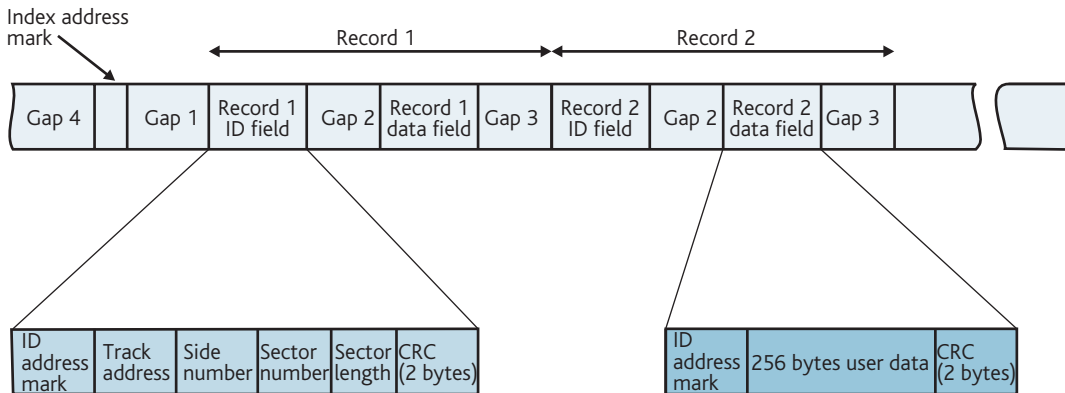 Index address
mark
Record 1
Record 2
Gap 4
Gap 1
Record 1
ID field
Gap 2
Record 1
data field
Gap 3
Record 2
ID field
Gap 2
Record 2
data field
Gap 3
ID
address
mark
Track
address
Side
number
Sector
number
Sector
length
CRC
(2 bytes)
ID
address
mark
256 bytes user data
CRC
(2 bytes)